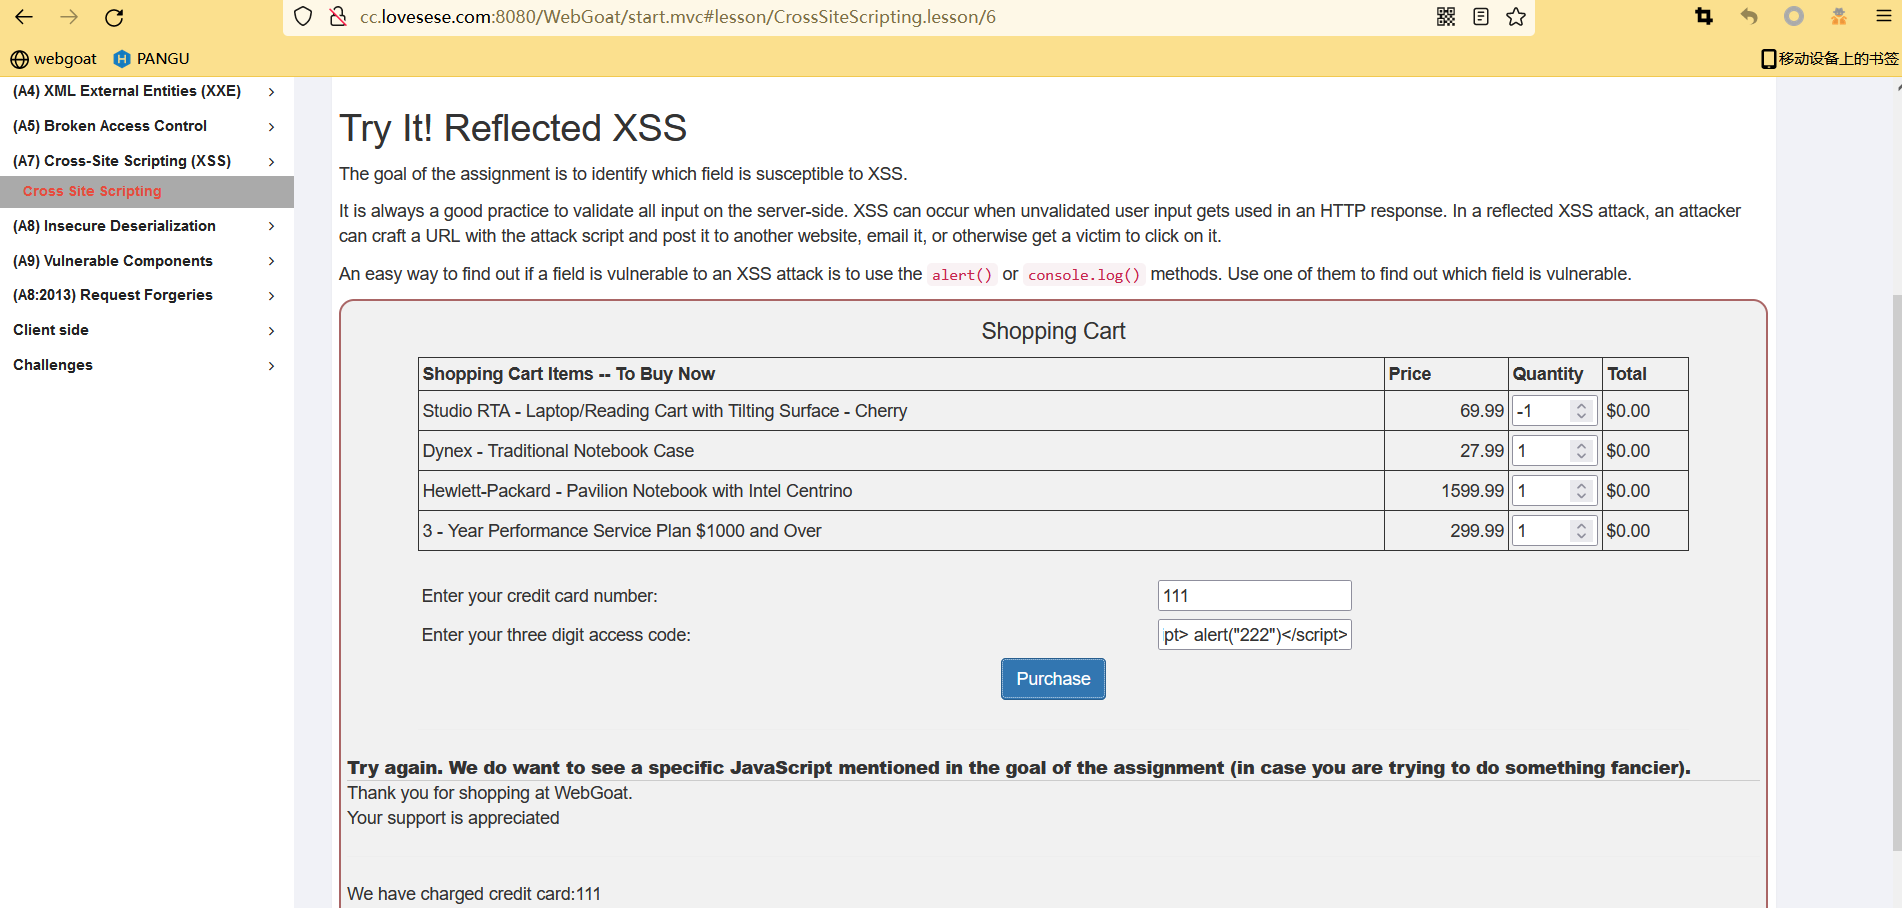 cc.lovesese.com:8080/WebGoat/start.mvc#lesson/CrossSiteScripting.lesson/6
webgoat PANGU 移动设备上的书签
(A4) XML External Entities (XXE)
(A5) Broken Access Control
(A7) Cross-Site Scripting (XSS)
Cross Site Scripting
(A8) Insecure Deserialization
(A9) Vulnerable Components
(A8:2013) Request Forgeries
Client side
Challenges
Try It! Reflected XSS
The goal of the assignment is to identify which field is susceptible to XSS.
It is always a good practice to validate all input on the server-side. XSS can occur when unvalidated user input gets used in an HTTP response. In a reflected XSS attack, an attacker
can craft a URL with the attack script and post it to another website, email it, or otherwise get a victim to click on it.
An easy way to find out if a field is vulnerable to an XSS attack is to use the alert() or console.log() methods. Use one of them to find out which field is vulnerable.
Shopping Cart
Shopping Cart Items -- To Buy Now Price Quantity Total
Studio RTA - Laptop/Reading Cart with Tilting Surface - Cherry 69.99 -1 $0.00
Dynex - Traditional Notebook Case 27.99 1 $0.00
Hewlett-Packard - Pavilion Notebook with Intel Centrino 1599.99 1 $0.00
3 - Year Performance Service Plan $1000 and Over 299.99 1 $0.00
Enter your credit card number: 111
Enter your three digit access code: pt> alert("222")</script>
Purchase
Try again. We do want to see a specific JavaScript mentioned in the goal of the assignment (in case you are trying to do something fancier).
Thank you for shopping at WebGoat.
Your support is appreciated
We have charged credit card:111